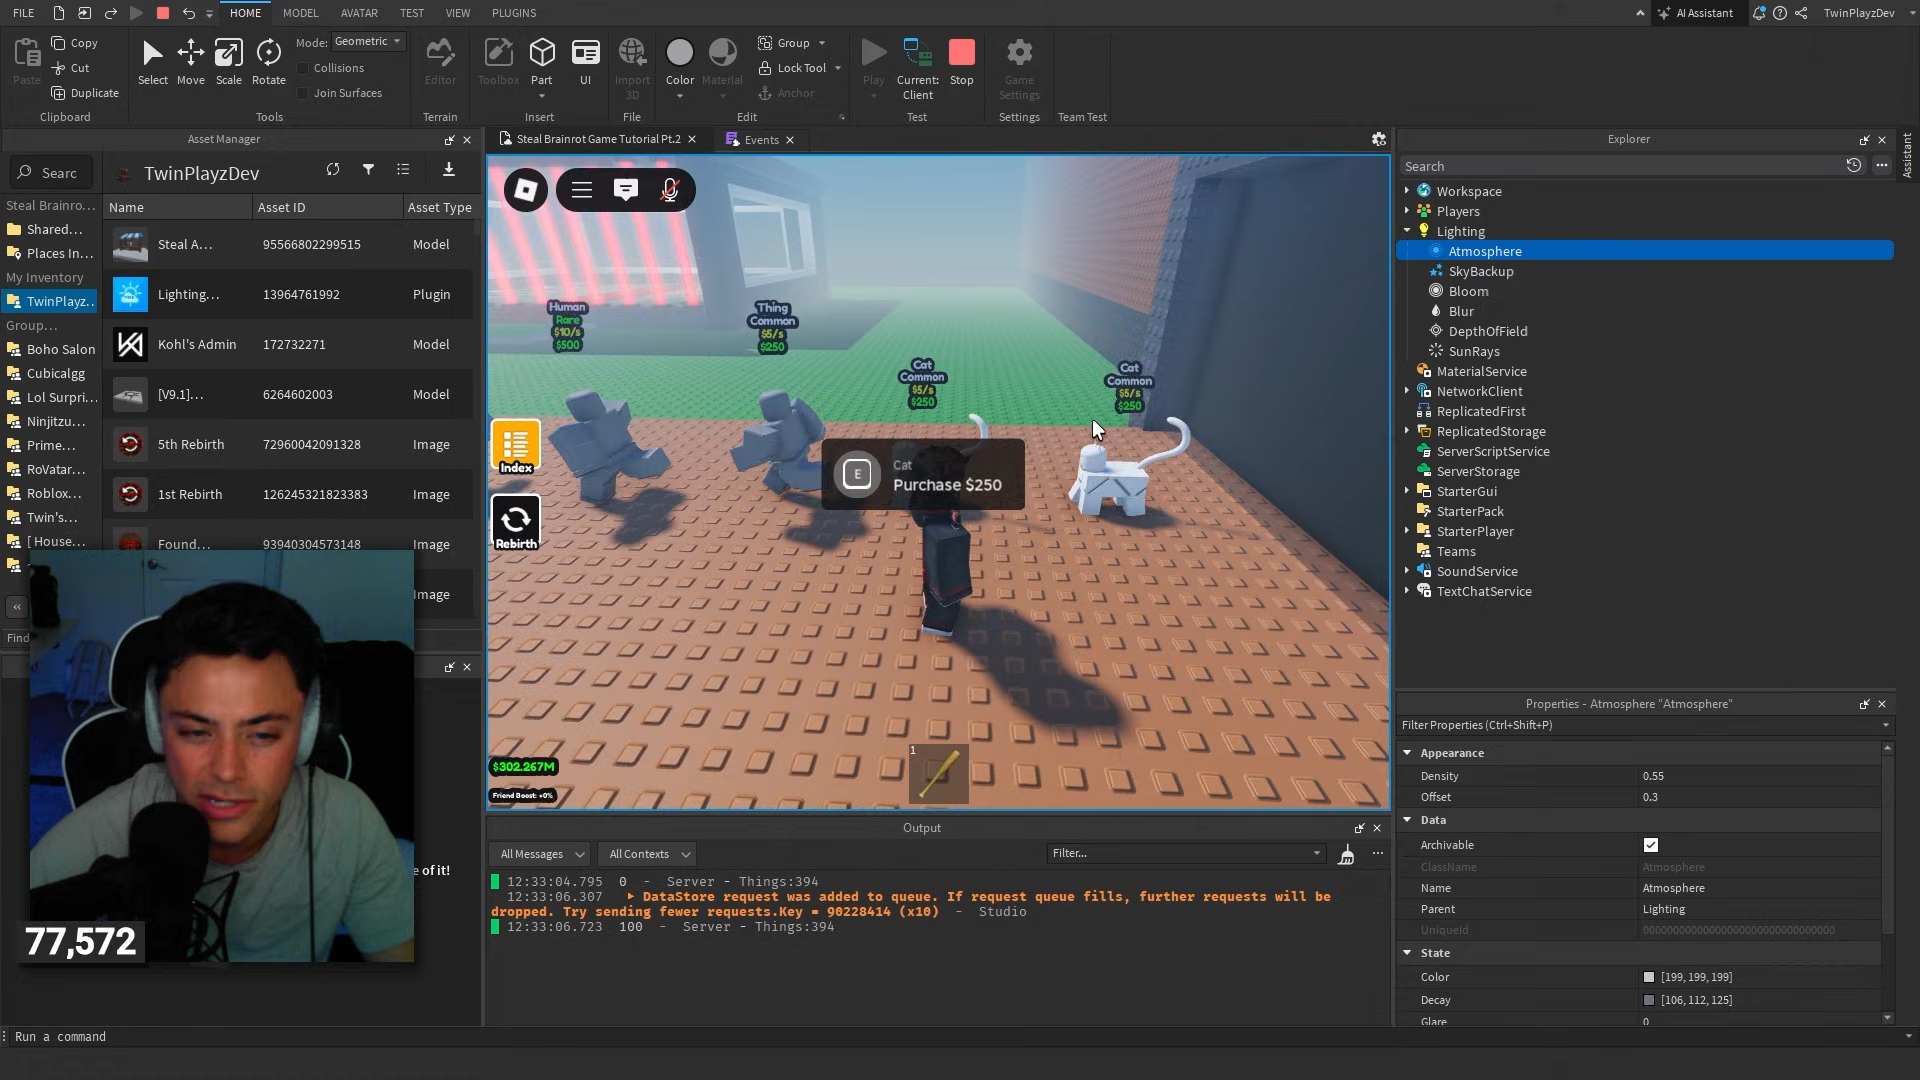 FILE
HOME
MODEL
AVATAR
TEST
VIEW
PLUGINS
AI Assistant
TwinPlayzDev
Paste
Copy
Cut
Duplicate
Clipboard
Select
Move
Scale
Rotate
Mode: Geometric
Collisions
Join Surfaces
Tools
Editor
Terrain
Toolbox
Part
UI
Insert
Import
3D
File
Color
Material
Group
Lock Tool
Anchor
Edit
Play
Current:
Client
Stop
Test
Game
Settings
Settings
Team Test
Asset Manager
Searc
TwinPlayzDev
Name
Asset ID
Asset Type
Steal Brainro...
Shared...
Places In...
My Inventory
TwinPlayz...
Group...
Boho Salon
Cubicalgg
Lol Surpri...
Ninjitzu...
Prime...
RoVatar...
Roblox...
Twin's...
[ House...
Steal A... 95566802299515 Model
Lighting... 13964761992 Plugin
Kohl's Admin 172732271 Model
[V9.1]... 6264602003 Model
5th Rebirth 72960042091328 Image
1st Rebirth 126245321823383 Image
Found... 93940304573148 Image
Image
Find
e of it!
77,572
Steal Brainrot Game Tutorial Pt.2
Events
Human
Rare
$10/s
$500
Thing
Common
$5/s
$250
Cat
Common
$5/s
$250
Cat
Common
$5/s
$250
Index
Rebirth
E
Cat
Purchase $250
$302.267M
Friend Boost: +0%
1
Output
All Messages
All Contexts
Filter...
12:33:04.795 0 - Server - Things:394
12:33:06.307 DataStore request was added to queue. If request queue fills, further requests will be
dropped. Try sending fewer requests.Key = 90228414 (x10) - Studio
12:33:06.723 100 - Server - Things:394
Run a command
Explorer
Assistant
Search
Workspace
Players
Lighting
Atmosphere
SkyBackup
Bloom
Blur
DepthOfField
SunRays
MaterialService
NetworkClient
ReplicatedFirst
ReplicatedStorage
ServerScriptService
ServerStorage
StarterGui
StarterPack
StarterPlayer
Teams
SoundService
TextChatService
Properties - Atmosphere "Atmosphere"
Filter Properties (Ctrl+Shift+P)
Appearance
Density 0.55
Offset 0.3
Data
Archivable
ClassName Atmosphere
Name Atmosphere
Parent Lighting
UniqueId 00000000000000000000000000000000
State
Color [199, 199, 199]
Decay [106, 112, 125]
Glare 0